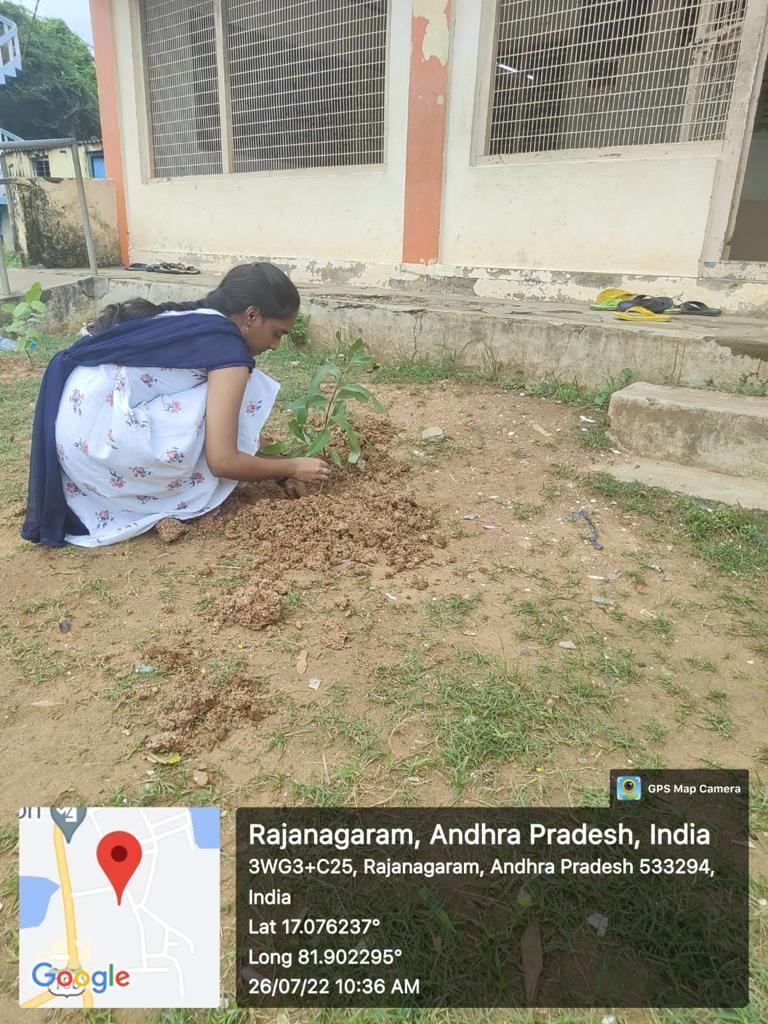 GPS Map Camera
Rajanagaram, Andhra Pradesh, India
3WG3+C25, Rajanagaram, Andhra Pradesh 533294,
India
Lat 17.076237°
Long 81.902295°
26/07/22 10:36 AM
Google